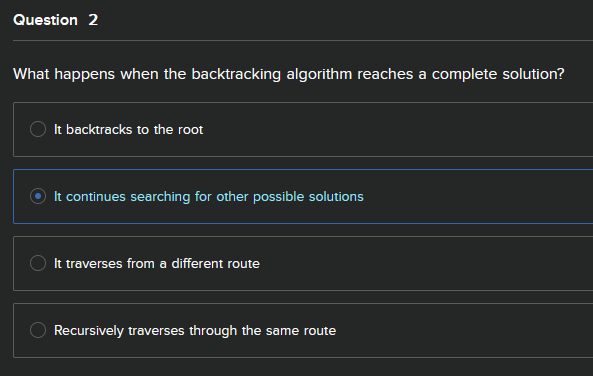 Question 2
What happens when the backtracking algorithm reaches a complete solution?
It backtracks to the root
It continues searching for other possible solutions
It traverses from a different route
Recursively traverses through the same route